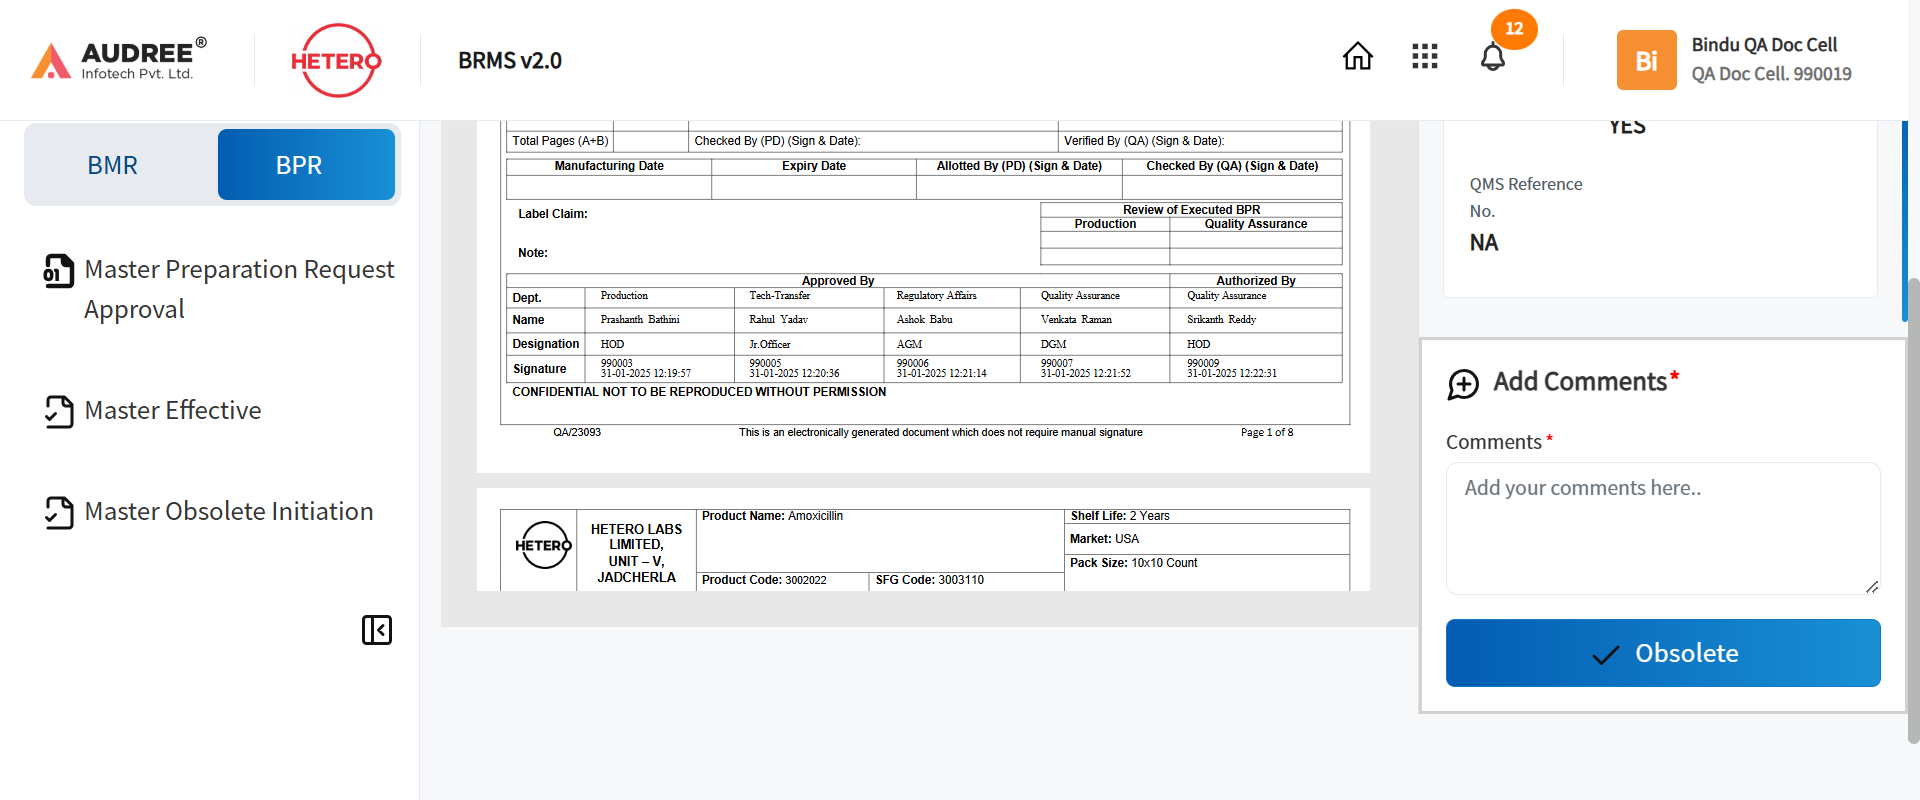 AUDREE®
Infotech Pvt. Ltd.
HETERO
BRMS v2.0
12
Bi
Bindu QA Doc Cell
QA Doc Cell. 990019
BMR
BPR
Master Preparation Request
Approval
Master Effective
Master Obsolete Initiation
Total Pages (A+B)
Checked By (PD) (Sign & Date):
Verified By (QA) (Sign & Date):
Manufacturing Date
Expiry Date
Allotted By (PD) (Sign & Date)
Checked By (QA) (Sign & Date)
Label Claim:
Review of Executed BPR
Production
Quality Assurance
Note:
Approved By
Authorized By
Dept.
Production
Tech-Transfer
Regulatory Affairs
Quality Assurance
Quality Assurance
Name
Prashanth Bathini
Rahul Yadav
Ashok Babu
Venkata Raman
Srikanth Reddy
Designation
HOD
Jr.Officer
AGM
DGM
HOD
Signature
990003
31-01-2025 12:19:57
990005
31-01-2025 12:20:36
990006
31-01-2025 12:21:14
990007
31-01-2025 12:21:52
990009
31-01-2025 12:22:31
CONFIDENTIAL NOT TO BE REPRODUCED WITHOUT PERMISSION
QA/23093
This is an electronically generated document which does not require manual signature
Page 1 of 8
HETERO
HETERO LABS
LIMITED,
UNIT – V,
JADCHERLA
Product Name: Amoxicillin
Product Code: 3002022
SFG Code: 3003110
Shelf Life: 2 Years
Market: USA
Pack Size: 10x10 Count
YES
QMS Reference
No.
NA
Add Comments*
Comments *
Add your comments here..
Obsolete